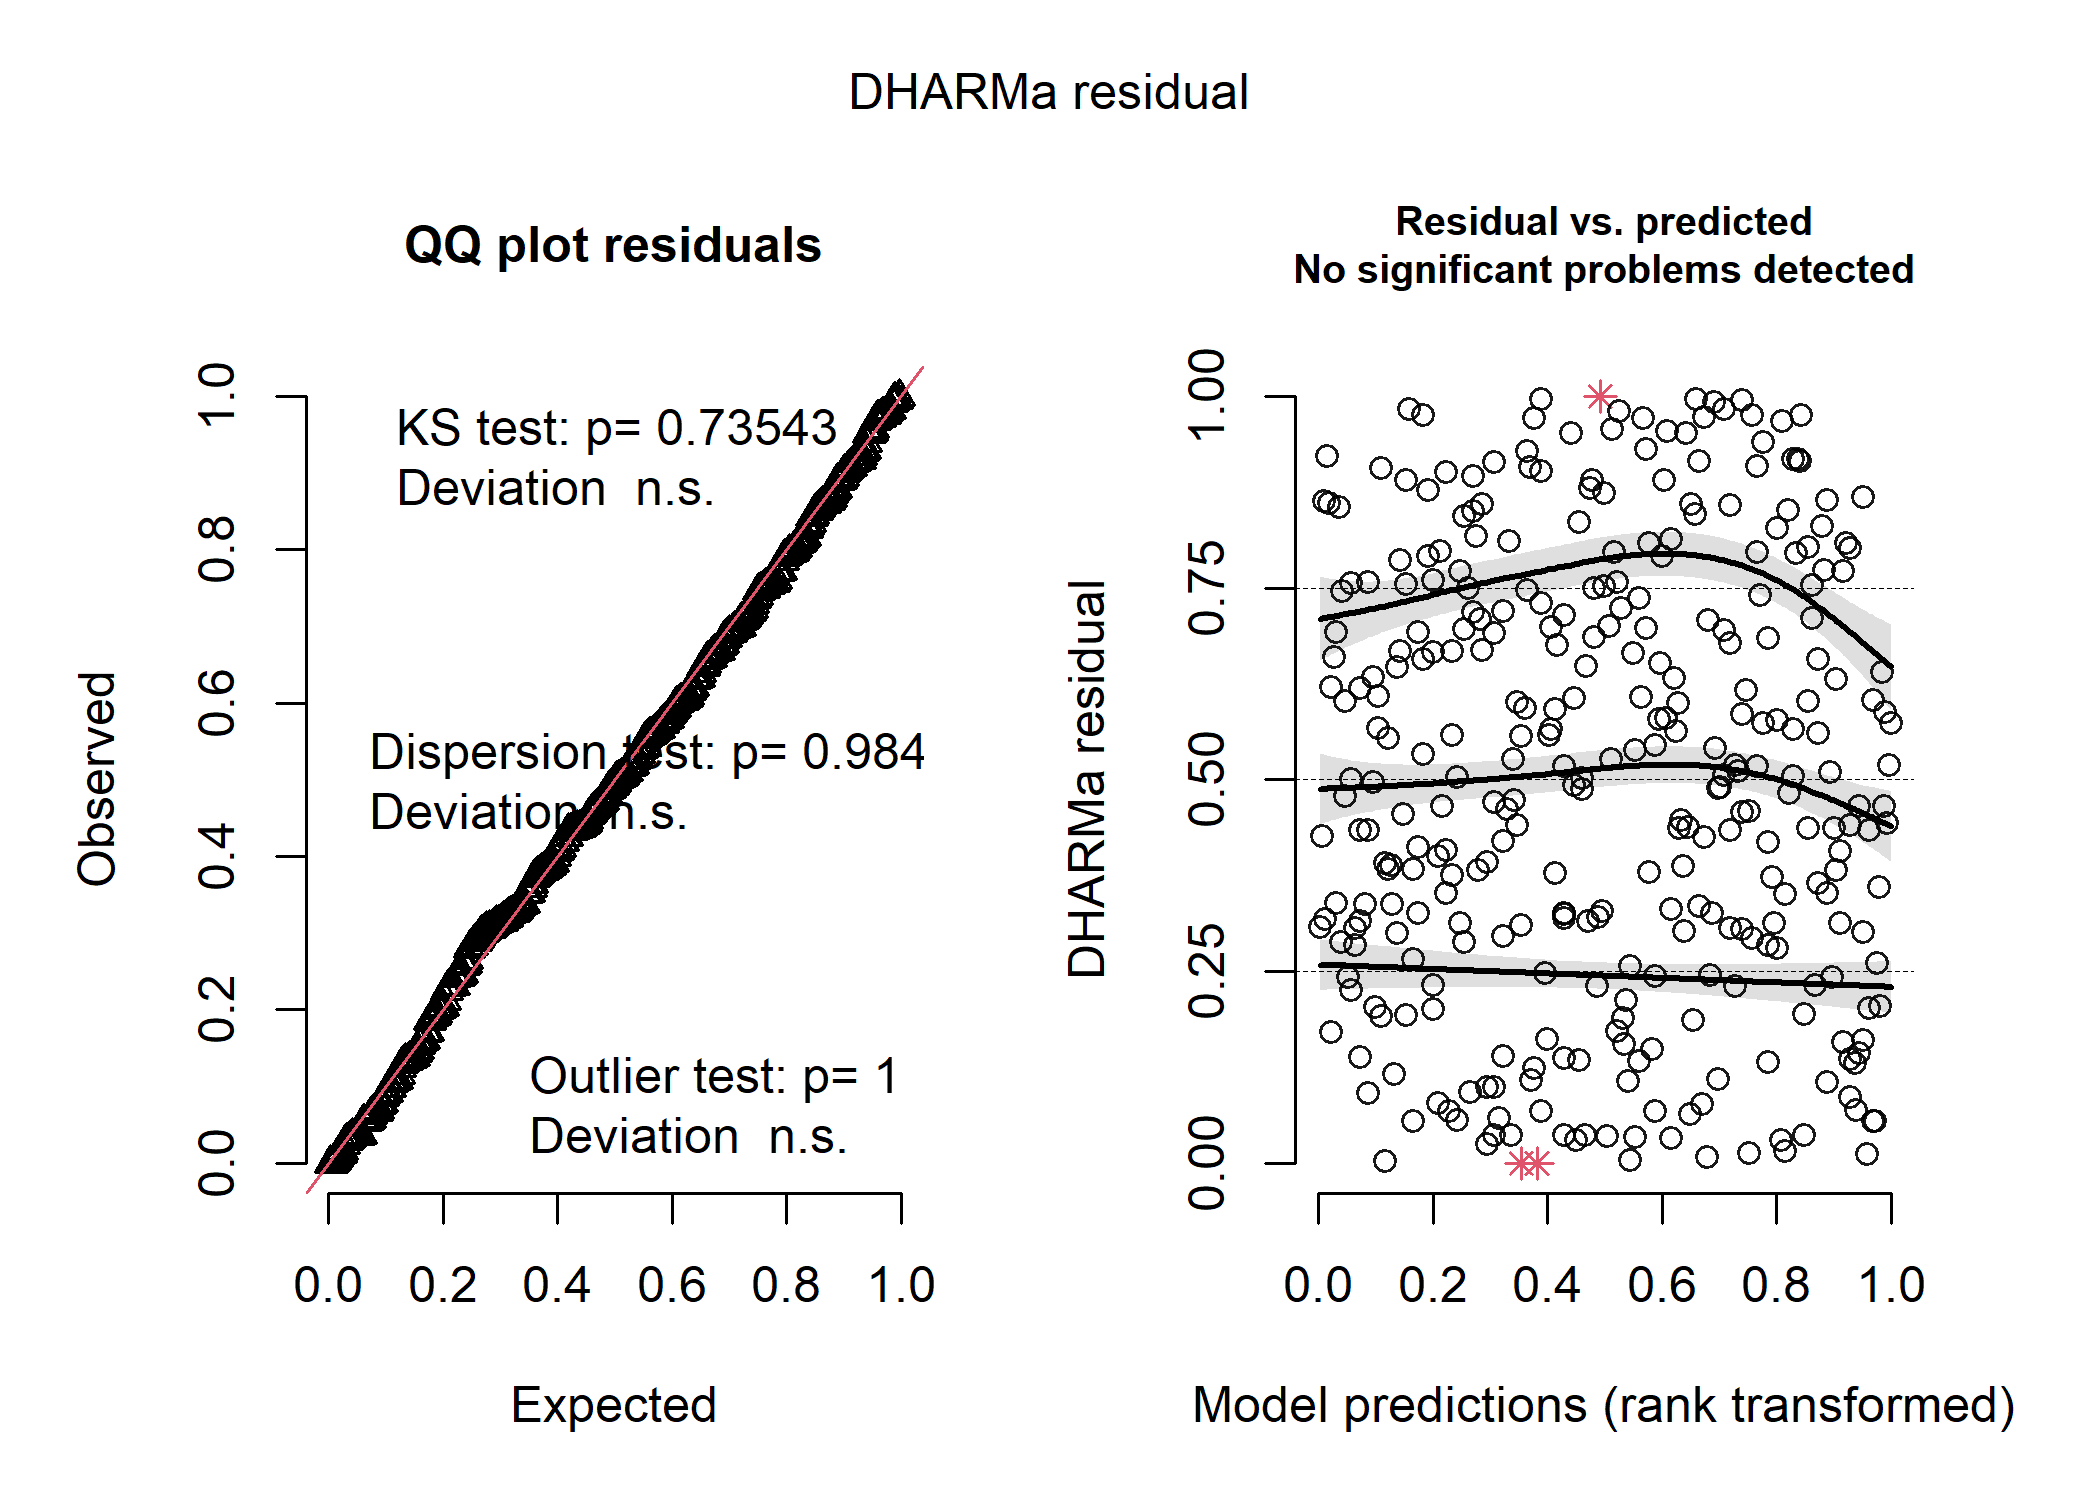 DHARMa residual
QQ plot residuals
KS test: p= 0.73543
Deviation  n.s.
Dispersion test: p= 0.984
Deviation n.s.
Outlier test: p= 1
Deviation  n.s.
Observed
1.0
0.8
0.6
0.4
0.2
0.0
0.0 0.2 0.4 0.6 0.8 1.0
Expected
Residual vs. predicted
No significant problems detected
DHARMa residual
1.00
0.75
0.50
0.25
0.00
0.0 0.2 0.4 0.6 0.8 1.0
Model predictions (rank transformed)